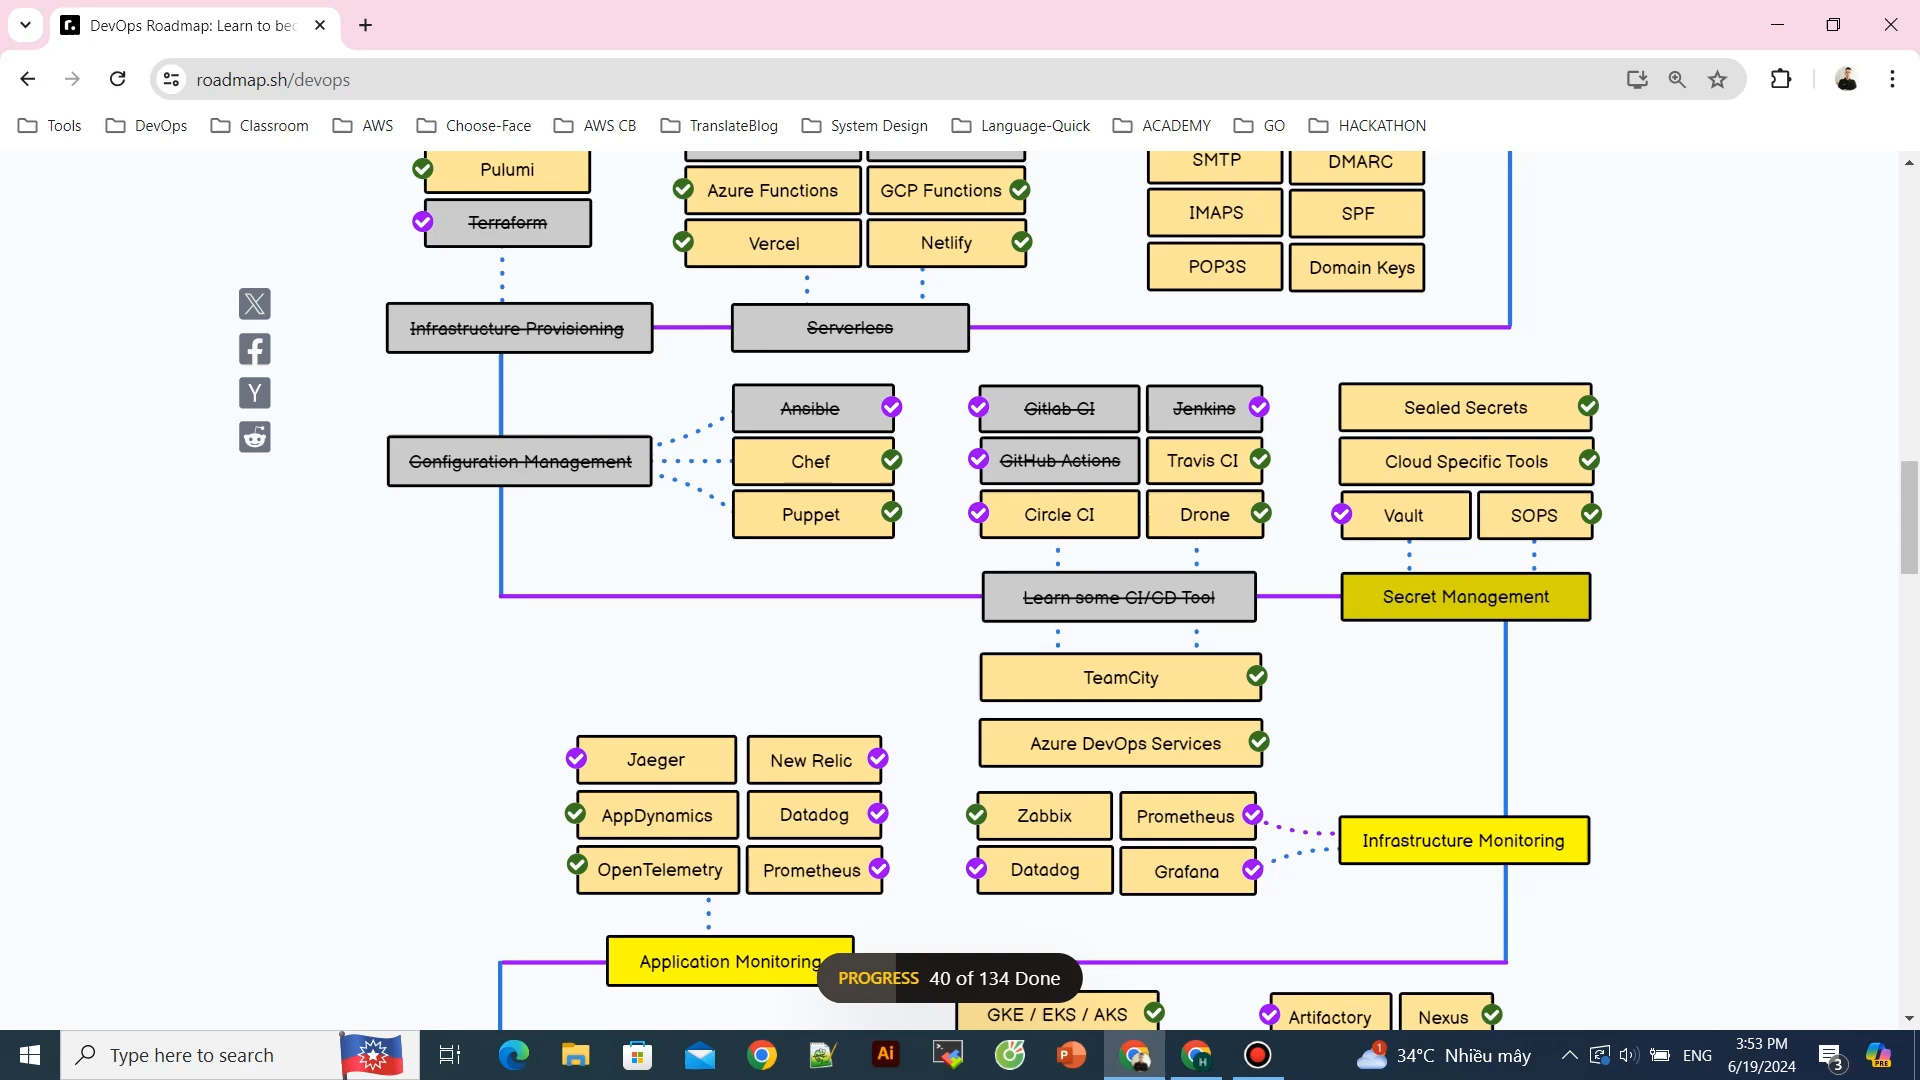 DevOps Roadmap: Learn to bec
roadmap.sh/devops
Tools
DevOps
Classroom
AWS
Choose-Face
AWS CB
TranslateBlog
System Design
Language-Quick
ACADEMY
GO
HACKATHON
Pulumi
Terraform
Azure Functions
GCP Functions
Vercel
Netlify
SMTP
DMARC
IMAPS
SPF
POP3S
Domain Keys
Infrastructure Provisioning
Serverless
Configuration Management
Ansible
Chef
Puppet
Gitlab CI
Jenkins
GitHub Actions
Travis CI
Circle CI
Drone
Sealed Secrets
Cloud Specific Tools
Vault
SOPS
Learn some CI/CD Tool
Secret Management
TeamCity
Azure DevOps Services
Jaeger
New Relic
AppDynamics
Datadog
OpenTelemetry
Prometheus
Zabbix
Prometheus
Datadog
Grafana
Infrastructure Monitoring
Application Monitoring
PROGRESS 40 of 134 Done
GKE / EKS / AKS
Artifactory
Nexus
Type here to search
34°C Nhiều mây
ENG
3:53 PM
6/19/2024